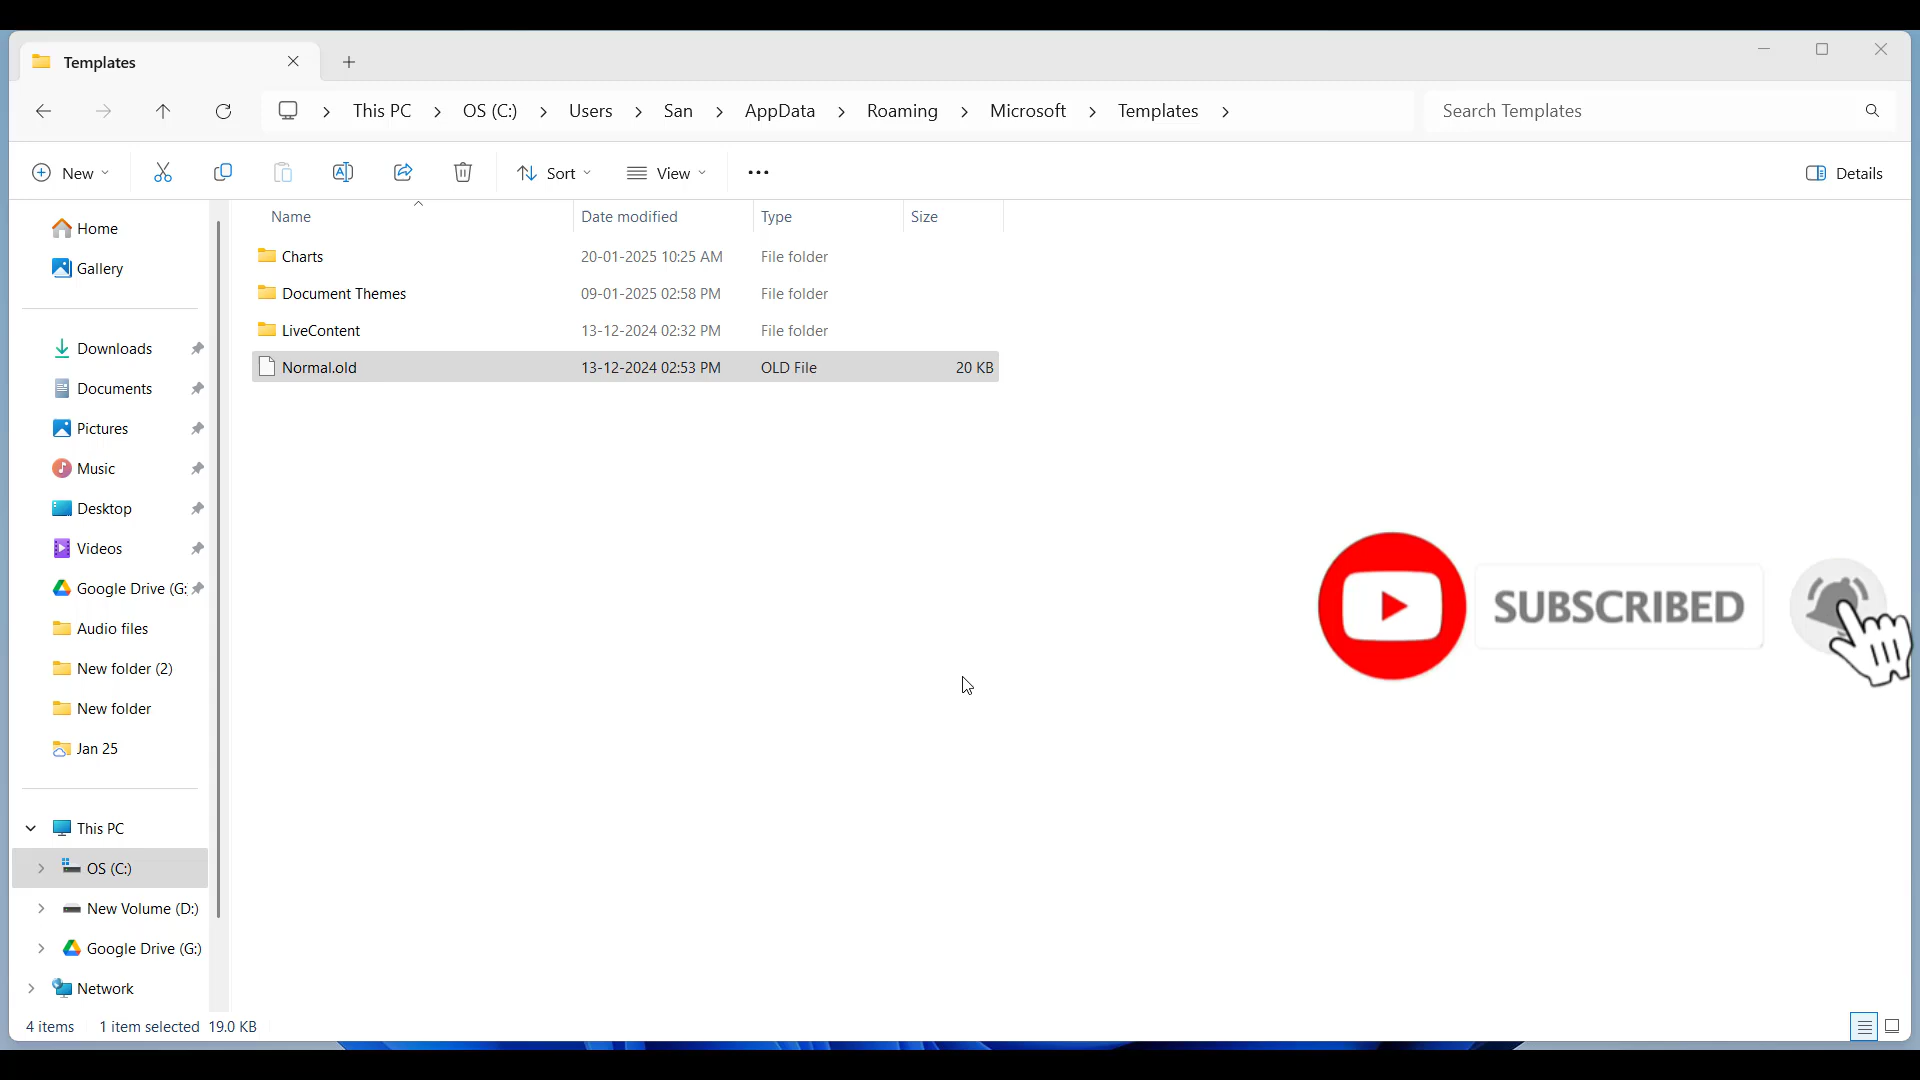 Templates
This PC > OS (C:) > Users > San > AppData > Roaming > Microsoft > Templates >
Search Templates
New
Sort
View
Details
Name Date modified Type Size
Charts 20-01-2025 10:25 AM File folder
Document Themes 09-01-2025 02:58 PM File folder
LiveContent 13-12-2024 02:32 PM File folder
Normal.old 13-12-2024 02:53 PM OLD File 20 KB
Home
Gallery
Downloads
Documents
Pictures
Music
Desktop
Videos
Google Drive (G:
Audio files
New folder (2)
New folder
Jan 25
This PC
OS (C:)
New Volume (D:)
Google Drive (G:)
Network
SUBSCRIBED
4 items 1 item selected 19.0 KB